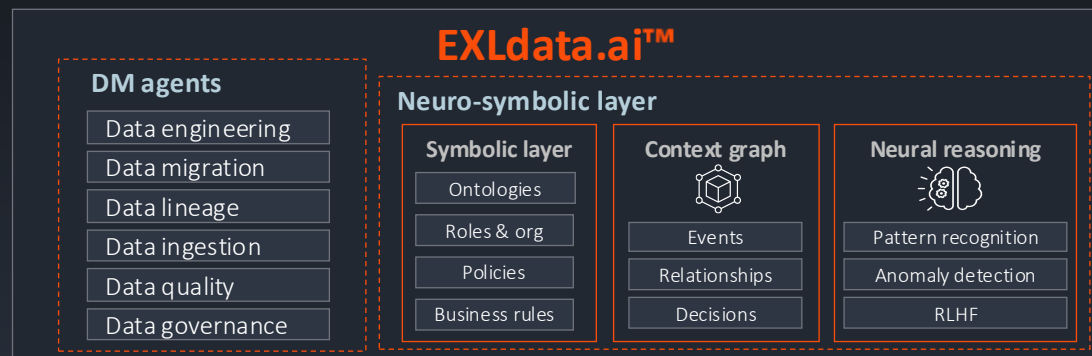 EXLdata.ai™
DM agents
Data engineering
Data migration
Data lineage
Data ingestion
Data quality
Data governance
Neuro-symbolic layer
Symbolic layer
Ontologies
Roles & org
Policies
Business rules
Context graph
Events
Relationships
Decisions
Neural reasoning
Pattern recognition
Anomaly detection
RLHF